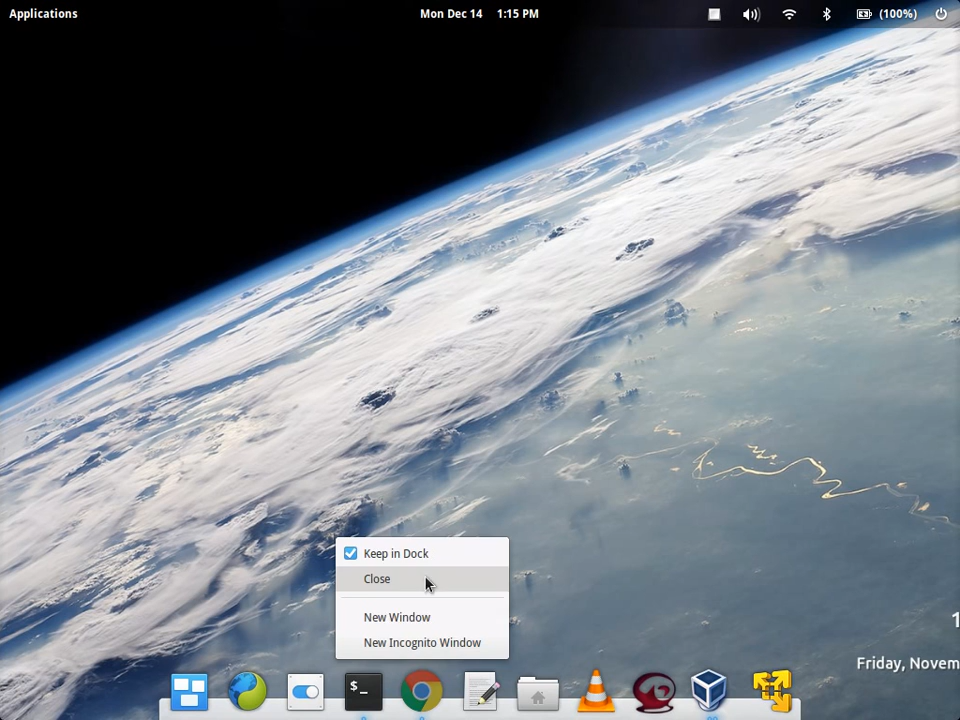 Applications
Mon Dec 14 1:15 PM
(100%)
Keep in Dock
Close
New Window
New Incognito Window
1
Friday, Novem
$_